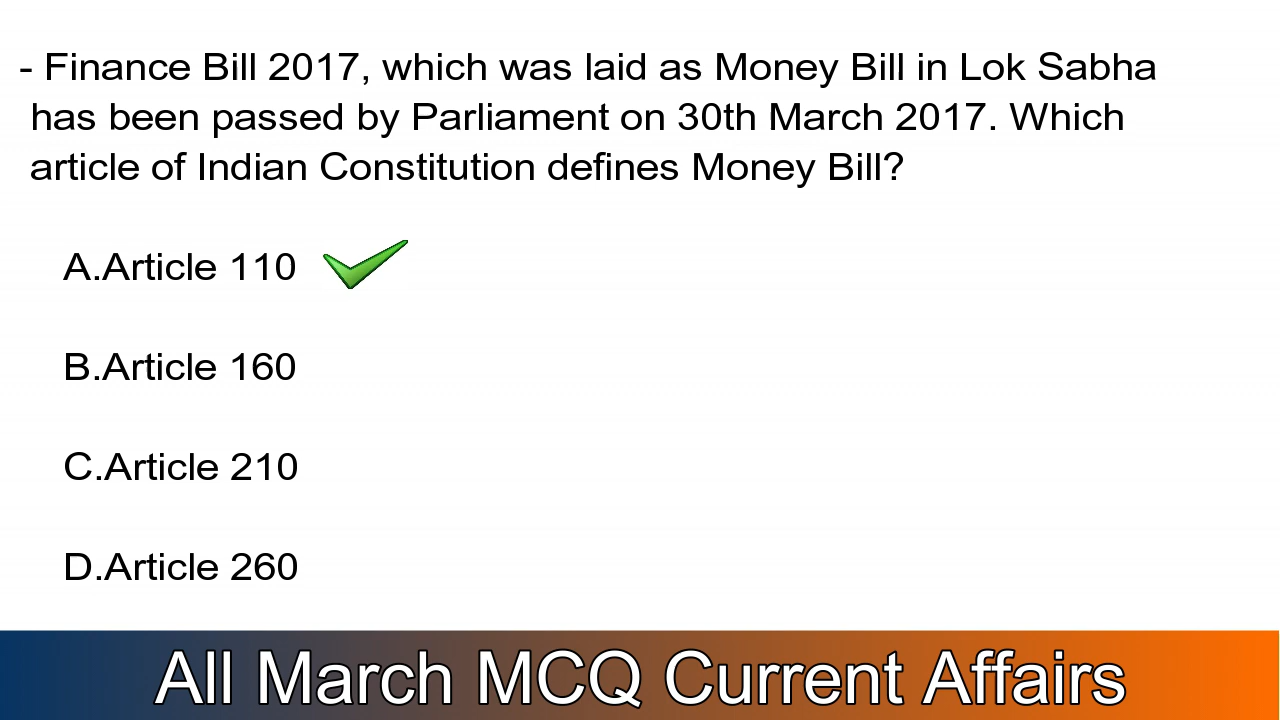 - Finance Bill 2017, which was laid as Money Bill in Lok Sabha
has been passed by Parliament on 30th March 2017. Which
article of Indian Constitution defines Money Bill?
A.Article 110
B.Article 160
C.Article 210
D.Article 260
All March MCQ Current Affairs